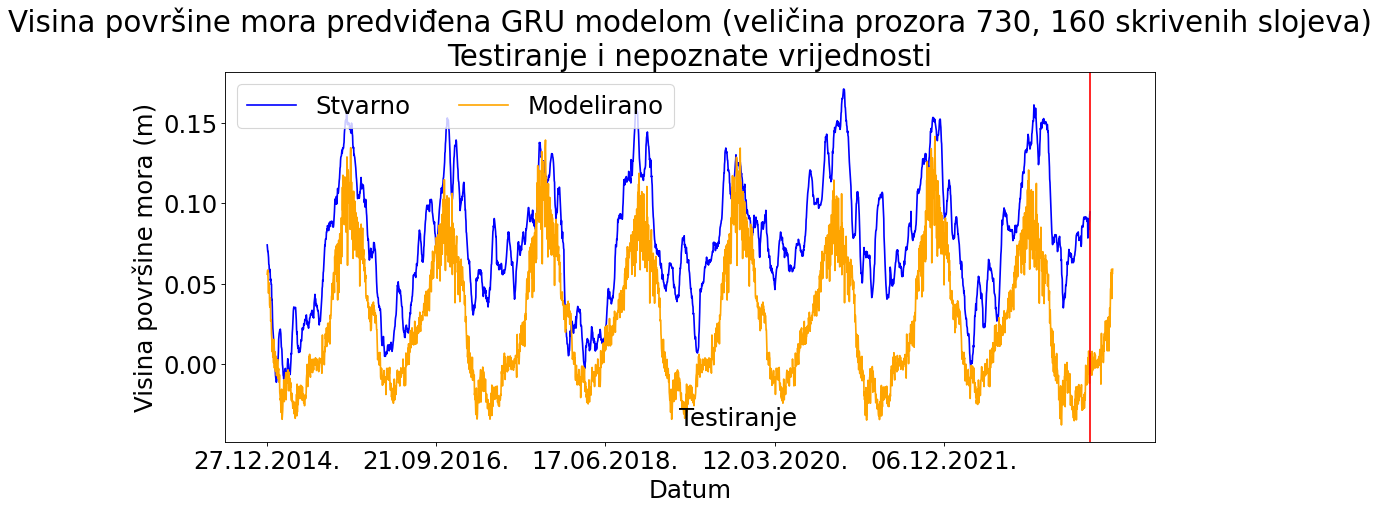 Visina površine mora predviđena GRU modelom (veličina prozora 730, 160 skrivenih slojeva)
Testiranje i nepoznate vrijednosti
Stvarno
Modelirano
Visina površine mora (m)
0.15
0.10
0.05
0.00
Testiranje
27.12.2014.
21.09.2016.
17.06.2018.
12.03.2020.
06.12.2021.
Datum